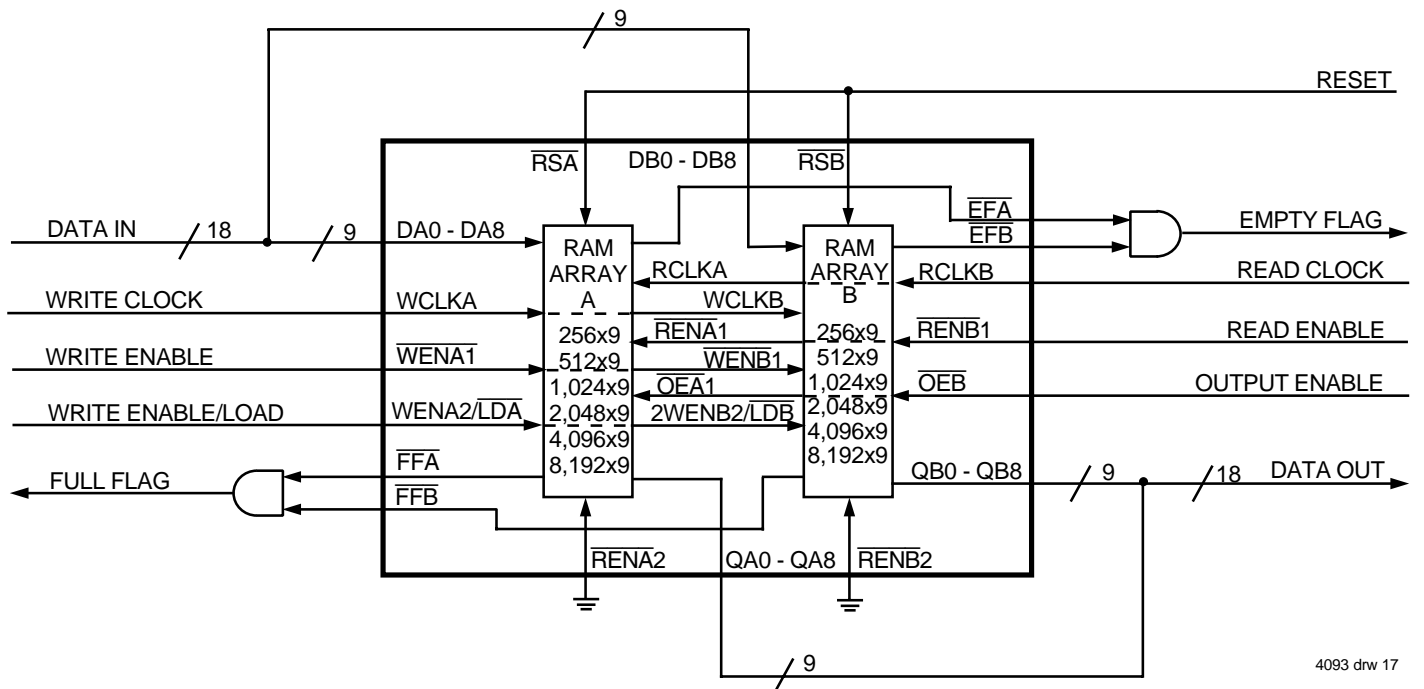 9
RESET
RSA
DB0 - DB8
RSB
DATA IN
18
9
DA0 - DA8
RAM
ARRAY
A
256x9
512x9
1,024x9
2,048x9
4,096x9
8,192x9
RAM
ARRAY
B
256x9
512x9
1,024x9
2,048x9
4,096x9
8,192x9
EFA
EFB
EMPTY FLAG
RCLKA
RCLKB
READ CLOCK
WRITE CLOCK
WCLKA
WCLKB
RENA1
RENB1
READ ENABLE
WRITE ENABLE
WENA1
WENB1
OEA1
OEB
OUTPUT ENABLE
WRITE ENABLE/LOAD
WENA2/LDA
2WENB2/LDB
FFA
FULL FLAG
FFB
QB0 - QB8
9
18
DATA OUT
RENA2
QA0 - QA8
RENB2
9
4093 drw 17